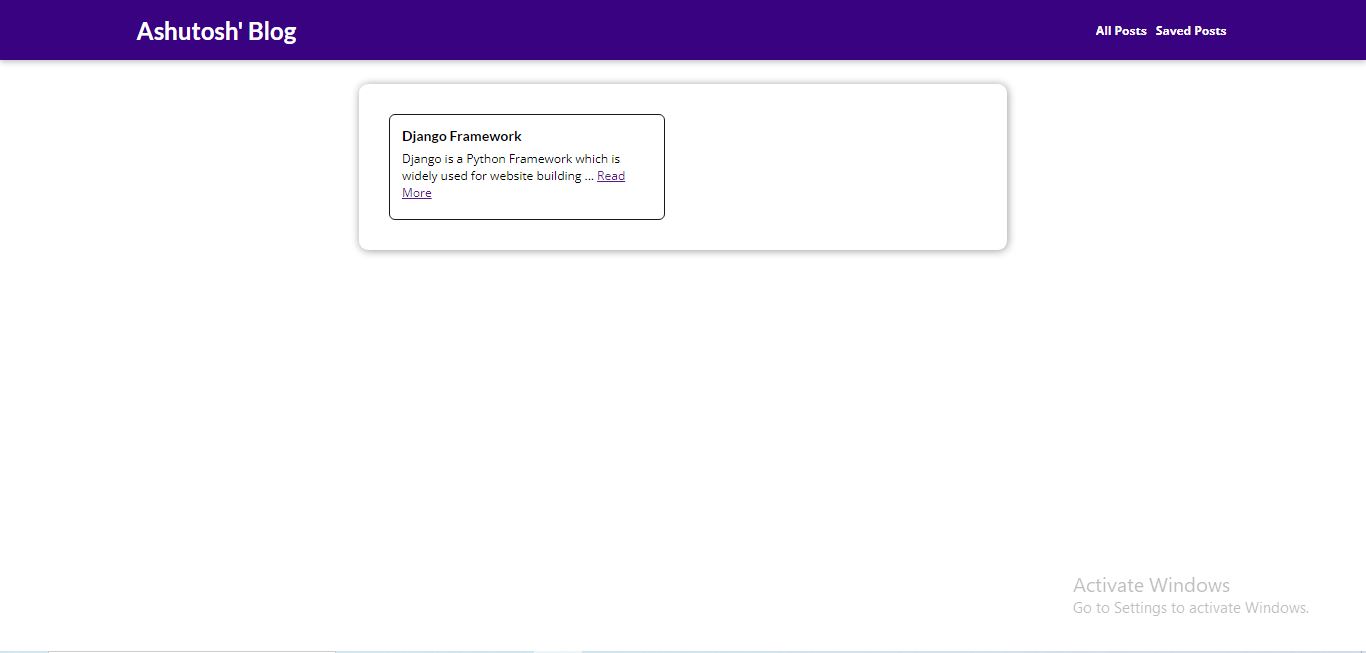 Ashutosh' Blog
All Posts Saved Posts
Django Framework
Django is a Python Framework which is
widely used for website building ... Read
More
Activate Windows
Go to Settings to activate Windows.